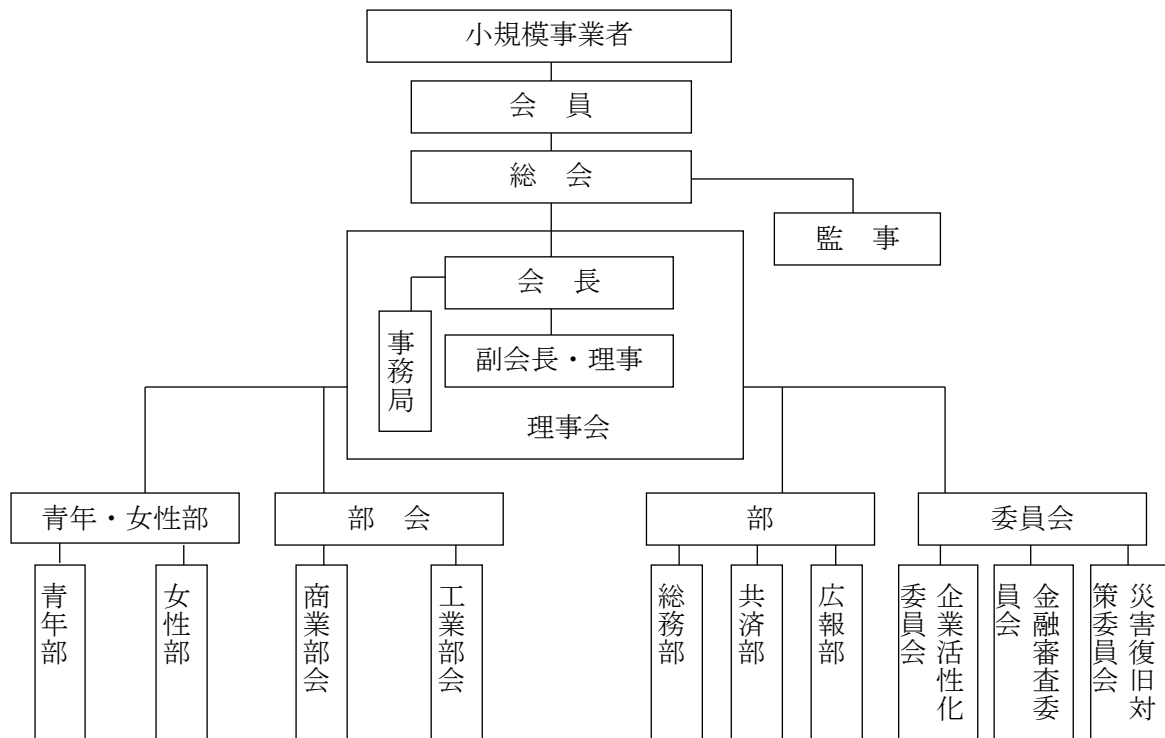 小規模事業者
会　員
総　会
監　事
会　長
事務局
副会長・理事
理事会
青年・女性部
部　会
部
委員会
青年部
女性部
商業部会
工業部会
総務部
共済部
広報部
企業活性化
委員会
金融審査委
員会
災害復旧対
策委員会